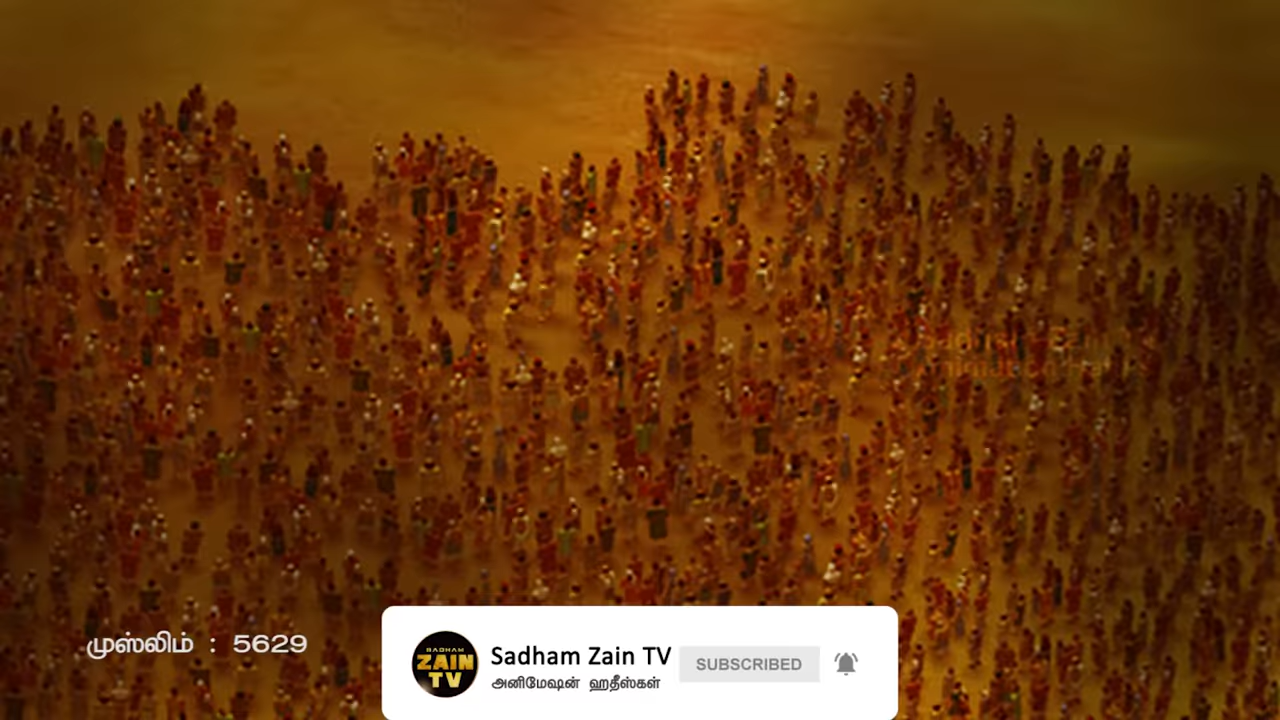 முஸ்லிம் : 5629
SADHAM
ZAIN
TV
Sadham Zain TV
அனிமேஷன் ஹதீஸ்கள்
SUBSCRIBED